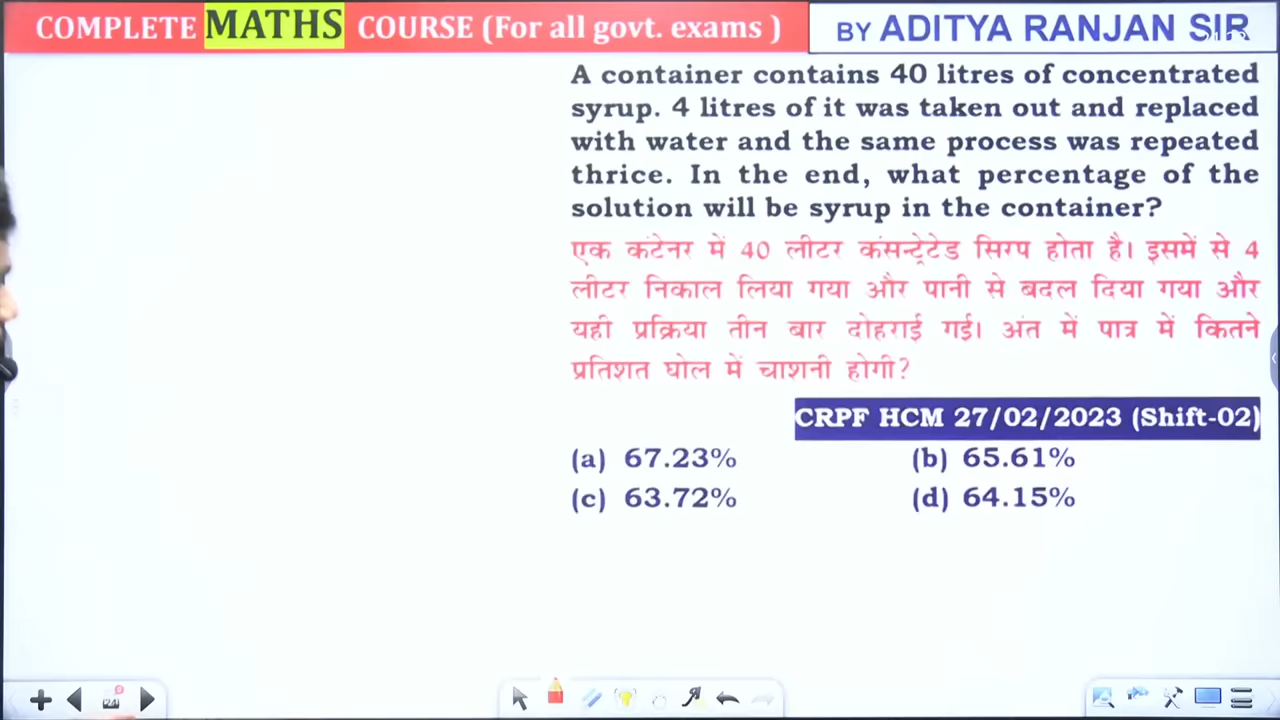 COMPLETE MATHS COURSE (For all govt. exams )
BY ADITYA RANJAN SIR
A container contains 40 litres of concentrated
syrup. 4 litres of it was taken out and replaced
with water and the same process was repeated
thrice. In the end, what percentage of the
solution will be syrup in the container?
एक कंटेनर में 40 लीटर कंसन्ट्रेटेड सिरप होता है। इसमें से 4
लीटर निकाल लिया गया और पानी से बदल दिया गया और
यही प्रक्रिया तीन बार दोहराई गई। अंत में पात्र में कितने
प्रतिशत घोल में चाशनी होगी?
CRPF HCM 27/02/2023 (Shift-02)
(a) 67.23% (b) 65.61%
(c) 63.72% (d) 64.15%